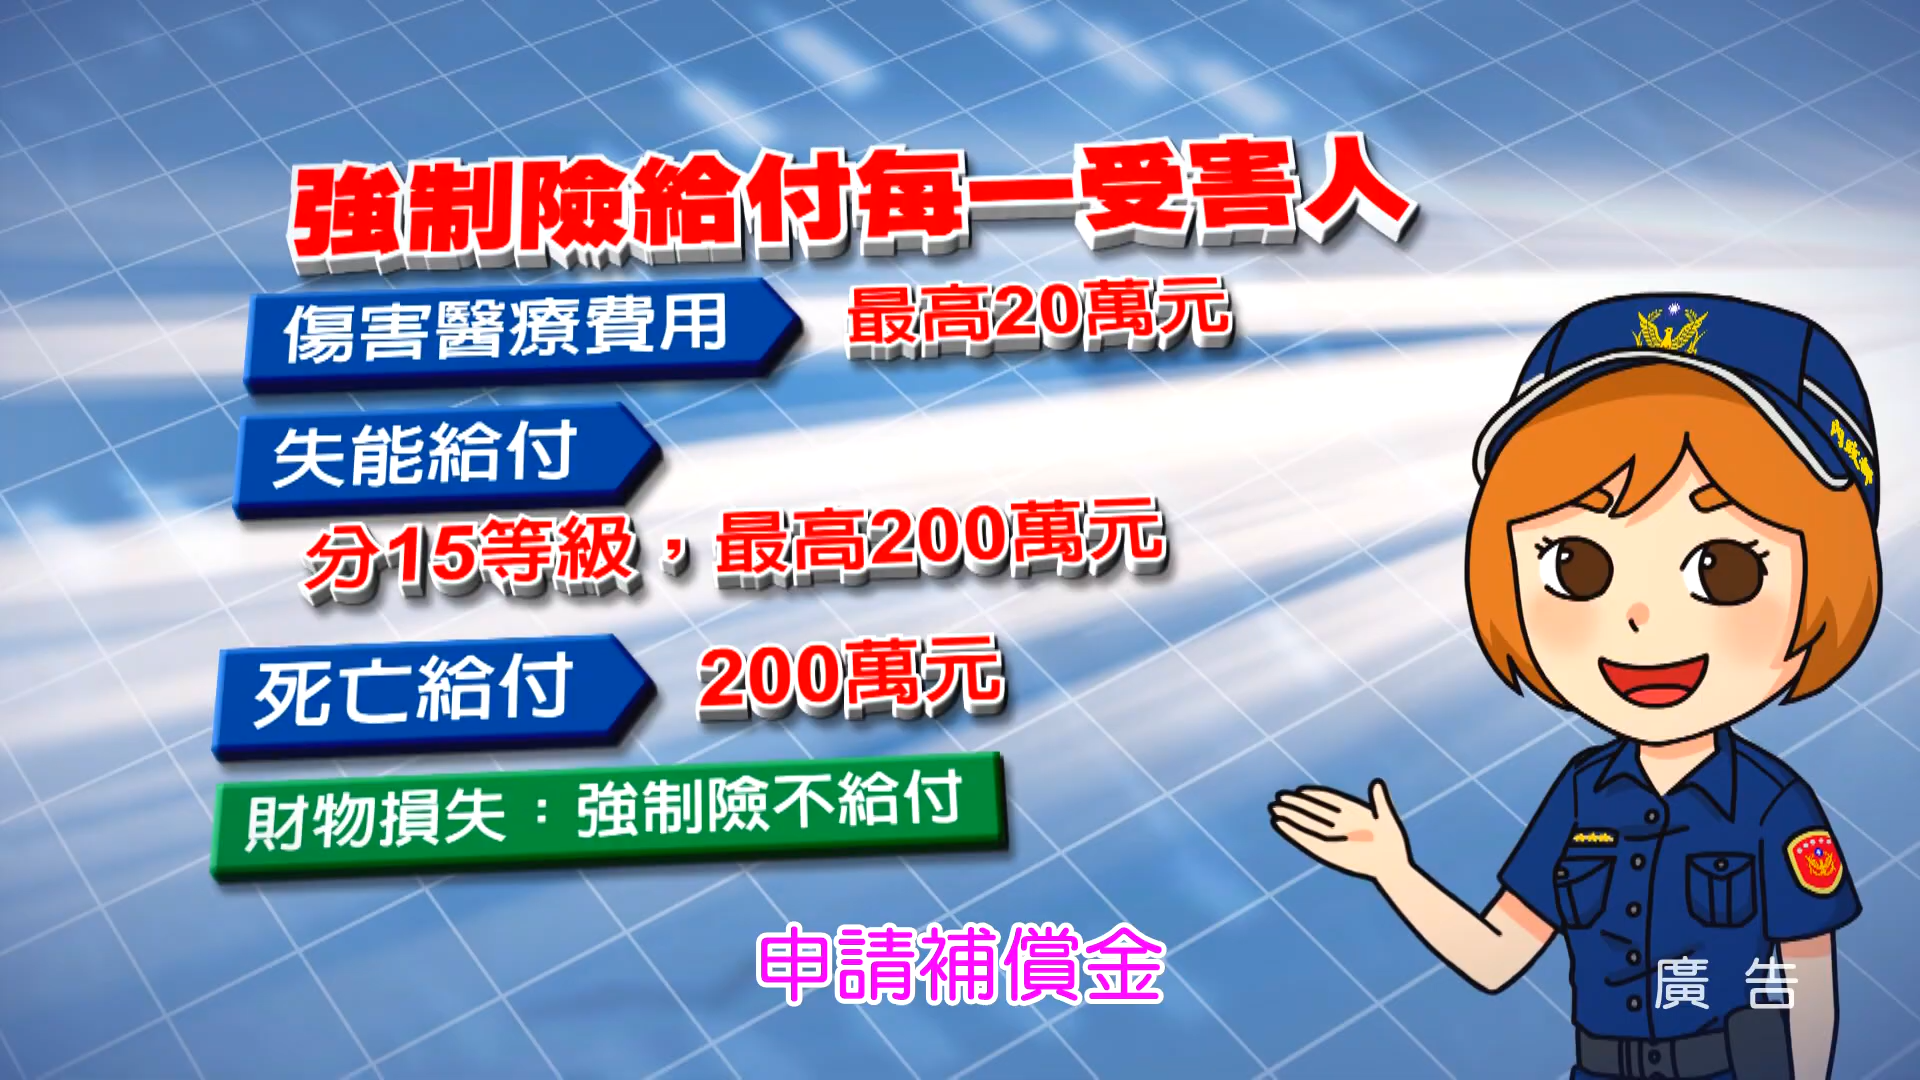 強制險給付每一受害人
傷害醫療費用 最高20萬元
失能給付
分15等級，最高200萬元
死亡給付 200萬元
財物損失：強制險不給付
申請補償金
廣告
內政部